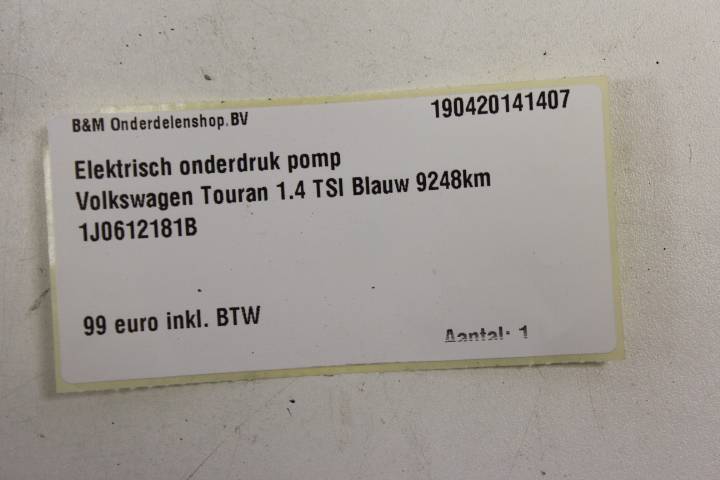 B&M Onderdelenshop.BV 190420141407
Elektrisch onderdruk pomp
Volkswagen Touran 1.4 TSI Blauw 9248km
1J0612181B
99 euro inkl. BTW
Aantal: 1